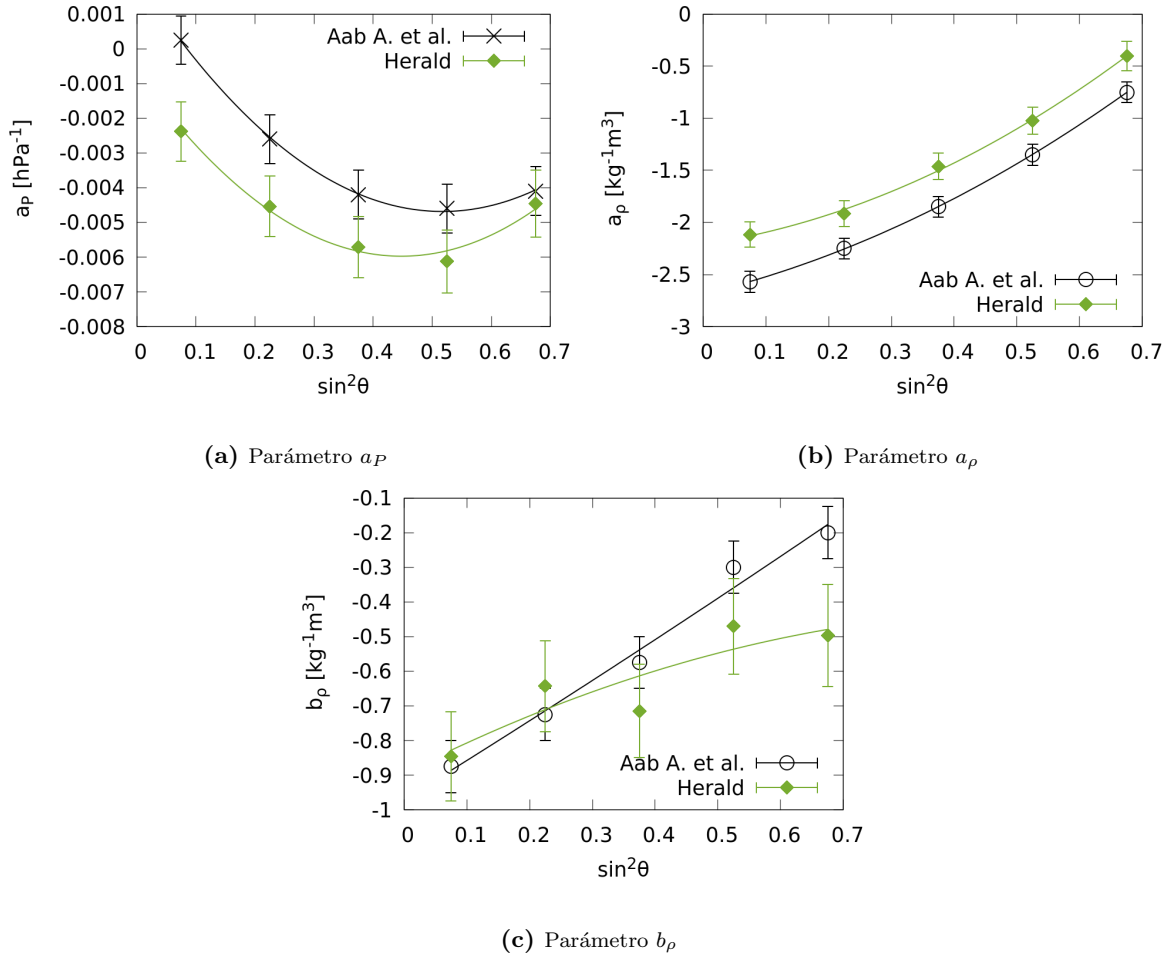 0.001
0
-0.001
-0.002
-0.003
-0.004
-0.005
-0.006
-0.007
-0.008
a_P [hPa⁻¹]
Aab A. et al.
Herald
0 0.1 0.2 0.3 0.4 0.5 0.6 0.7
sin²θ
(a) Parámetro a_P
0
-0.5
-1
-1.5
-2
-2.5
-3
a_ρ [kg⁻¹m³]
Aab A. et al.
Herald
0 0.1 0.2 0.3 0.4 0.5 0.6 0.7
sin²θ
(b) Parámetro a_ρ
-0.1
-0.2
-0.3
-0.4
-0.5
-0.6
-0.7
-0.8
-0.9
-1
b_ρ [kg⁻¹m³]
Aab A. et al.
Herald
0 0.1 0.2 0.3 0.4 0.5 0.6 0.7
sin²θ
(c) Parámetro b_ρ